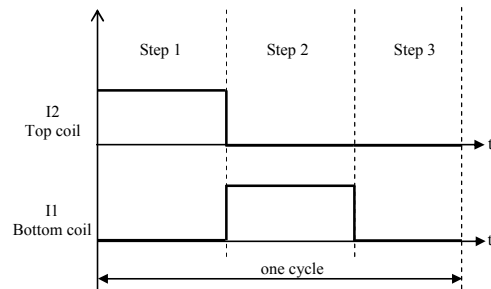 Step 1
Step 2
Step 3
I2
Top coil
t
I1
Bottom coil
t
one cycle